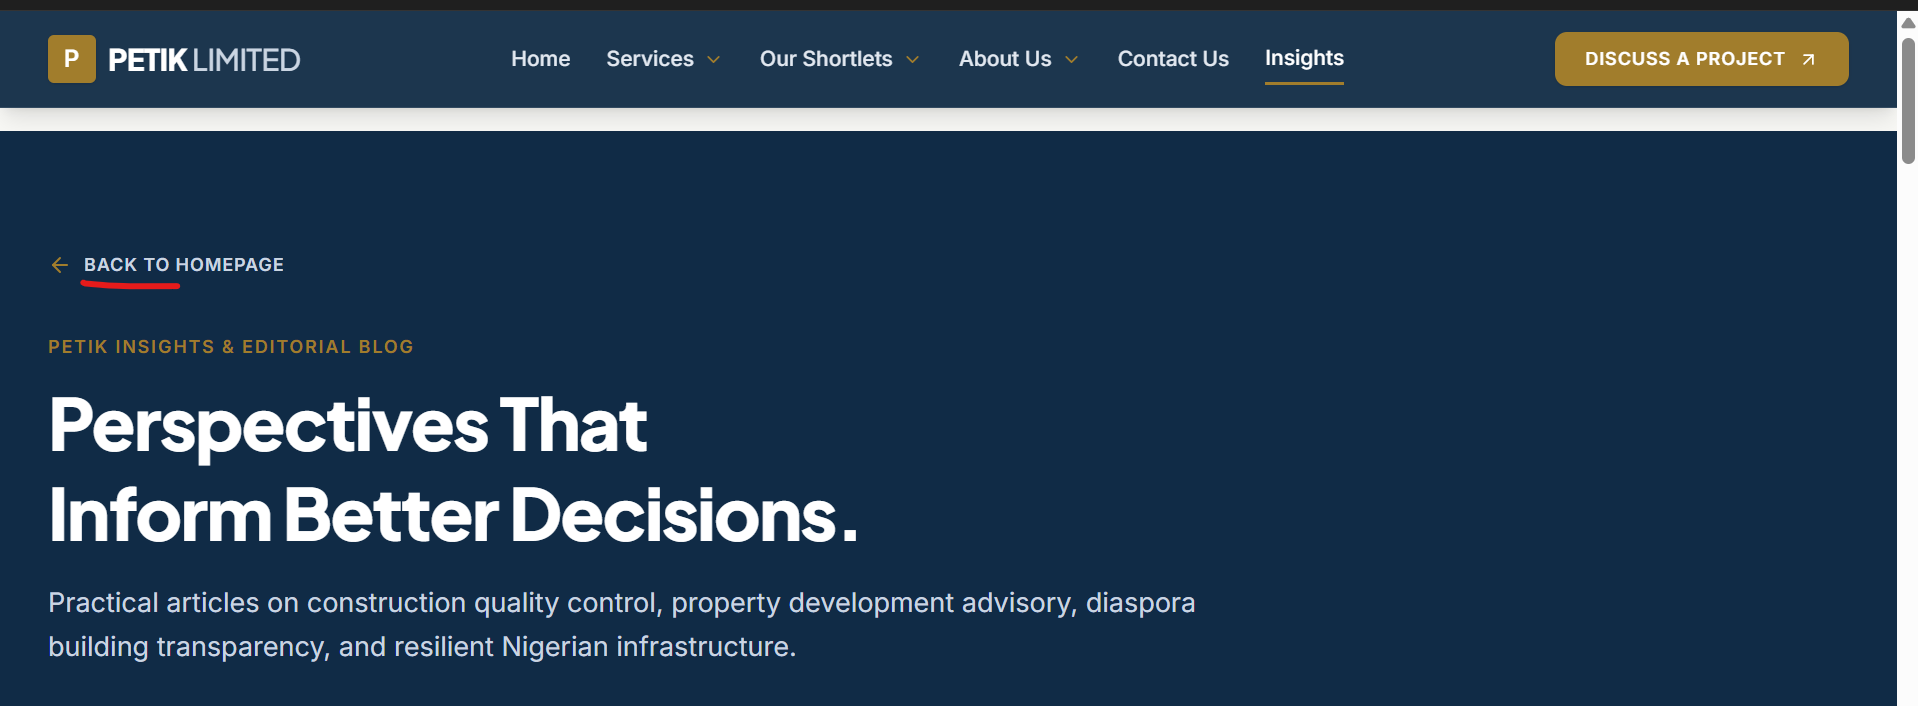 P PETIK LIMITED Home Services Our Shortlets About Us Contact Us Insights DISCUSS A PROJECT
BACK TO HOMEPAGE
PETIK INSIGHTS & EDITORIAL BLOG
Perspectives That
Inform Better Decisions.
Practical articles on construction quality control, property development advisory, diaspora
building transparency, and resilient Nigerian infrastructure.